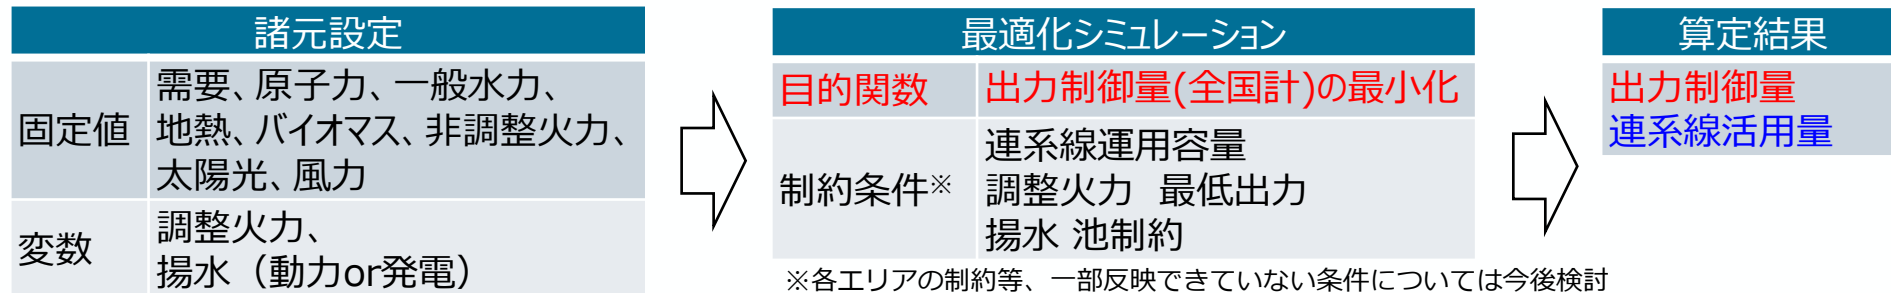 諸元設定
固定値
需要、原子力、一般水力、
地熱、バイオマス、非調整火力、
太陽光、風力
変数
調整火力、
揚水（動力or発電）
最適化シミュレーション
目的関数
出力制御量(全国計)の最小化
制約条件※
連系線運用容量
調整火力　最低出力
揚水 池制約
※各エリアの制約等、一部反映できていない条件については今後検討
算定結果
出力制御量
連系線活用量